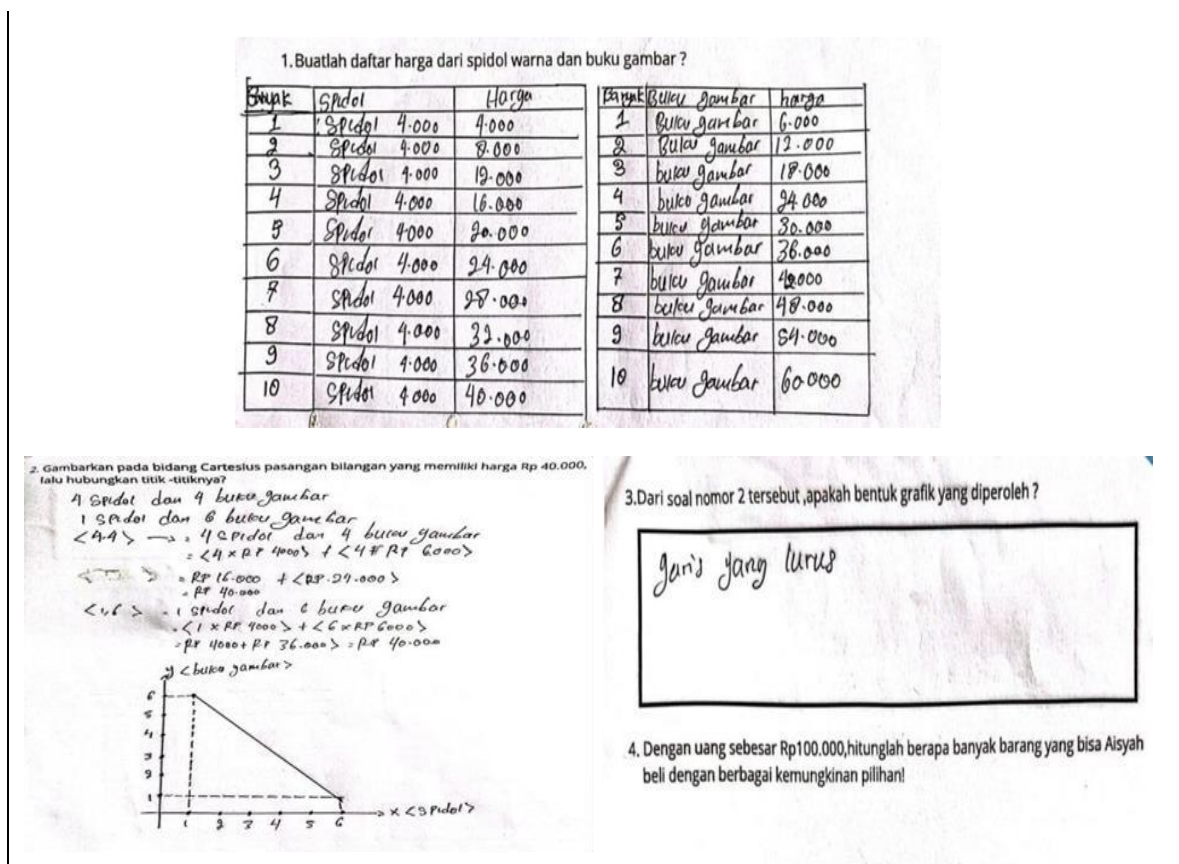 1.Buatlah daftar harga dari spidol warna dan buku gambar ?
Banyak Spidol Harga
1 Spidol 4.000 4.000
2 Spidol 4.000 8.000
3 Spidol 4.000 12.000
4 Spidol 4.000 16.000
5 Spidol 4000 20.000
6 Spidol 4.000 24.000
7 Spidol 4.000 28.000
8 Spidol 4.000 32.000
9 Spidol 4.000 36.000
10 Spidol 4000 40.000
Banyak Buku gambar harga
1 Buku gambar 6.000
2 Buku gambar 12.000
3 buku gambar 18.000
4 buku gambar 24.000
5 buku gambar 30.000
6 buku gambar 36.000
7 buku gambar 42000
8 buku gambar 48.000
9 buku gambar 54.000
10 buku gambar 60000
2. Gambarkan pada bidang Cartesius pasangan bilangan yang memiliki harga Rp 40.000,
lalu hubungkan titik -titiknya?
4 Spidol dan 4 buku gambar
1 Spidol dan 6 buku gambar
<4.4> → = 4 Spidol dan 4 buku gambar
= <4 x RP 4000> + <4 # RP 6000>
= RP 16.000 + <RP.24.000>
= RP 40.000
<1,6> = 1 spidol dan 6 buku gambar
= <1 x RP 4000> + <6 x RP 6000>
= RP 4000 + RP 36.000> = RP 40.000
y <buku gambar>
6
5
4
3
2
1
x <Spidol>
1 2 3 4 5 6
3.Dari soal nomor 2 tersebut ,apakah bentuk grafik yang diperoleh ?
garis yang lurus
4. Dengan uang sebesar Rp100.000,hitunglah berapa banyak barang yang bisa Aisyah
beli dengan berbagai kemungkinan pilihan!